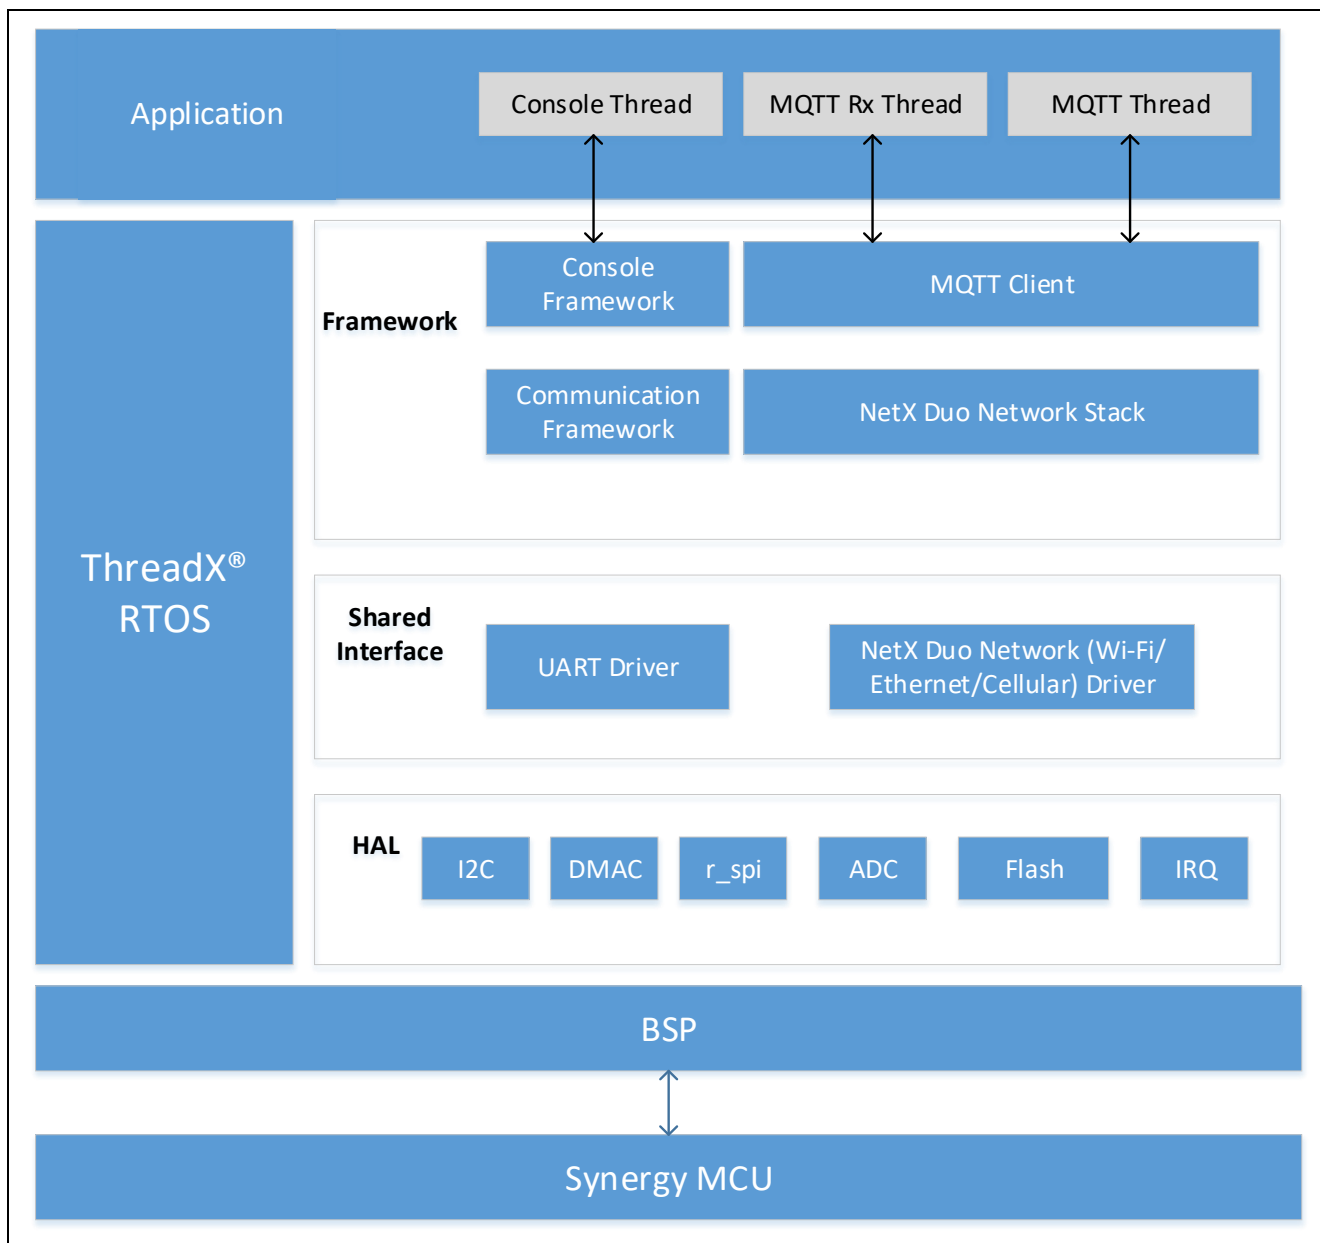 Application
Console Thread
MQTT Rx Thread
MQTT Thread
ThreadX®
RTOS
Framework
Console
Framework
MQTT Client
Communication
Framework
NetX Duo Network Stack
Shared
Interface
UART Driver
NetX Duo Network (Wi-Fi/
Ethernet/Cellular) Driver
HAL
I2C
DMAC
r_spi
ADC
Flash
IRQ
BSP
Synergy MCU